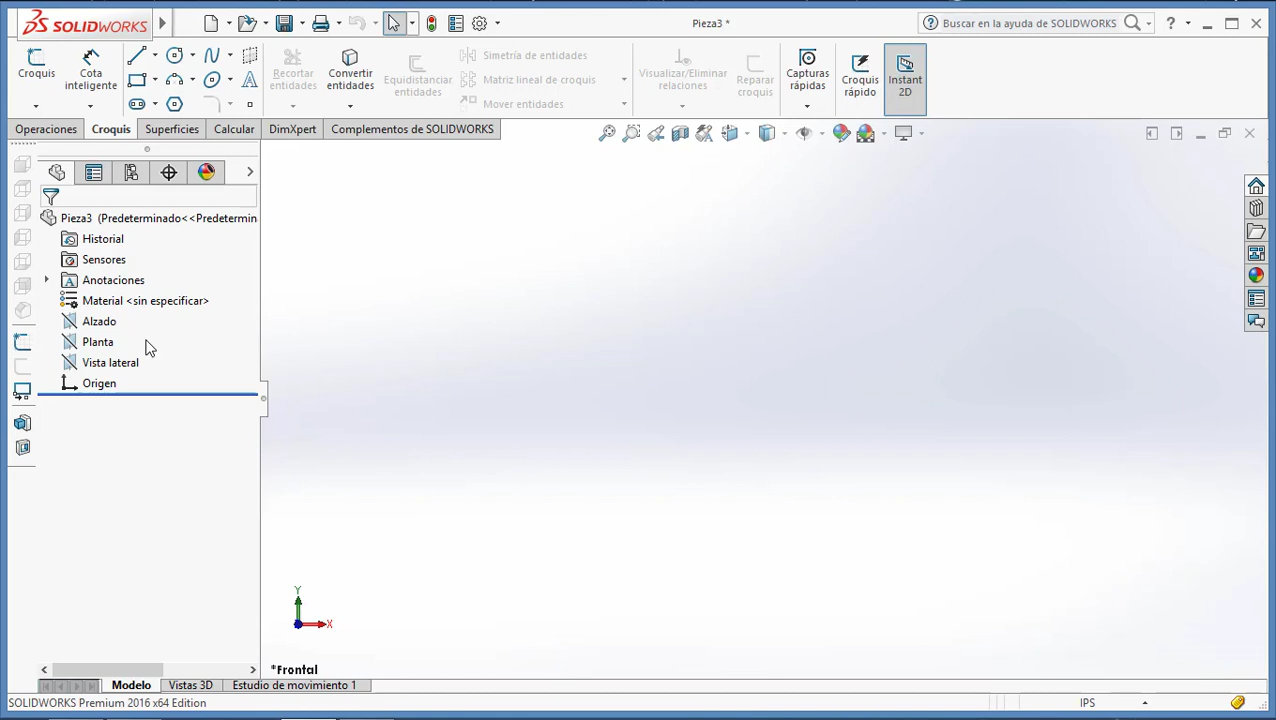 SOLIDWORKS
Pieza3 *
Buscar en la ayuda de SOLIDWORKS
?
Croquis
Cota inteligente
Recortar entidades
Convertir entidades
Equidistanciar entidades
Simetría de entidades
Matriz lineal de croquis
Mover entidades
Visualizar/Eliminar relaciones
Reparar croquis
Capturas rápidas
Croquis rápido
Instant 2D
Operaciones
Croquis
Superficies
Calcular
DimXpert
Complementos de SOLIDWORKS
Pieza3 (Predeterminado<<Predetermin
Historial
Sensores
Anotaciones
Material <sin especificar>
Alzado
Planta
Vista lateral
Origen
Y
X
*Frontal
Modelo
Vistas 3D
Estudio de movimiento 1
SOLIDWORKS Premium 2016 x64 Edition
IPS